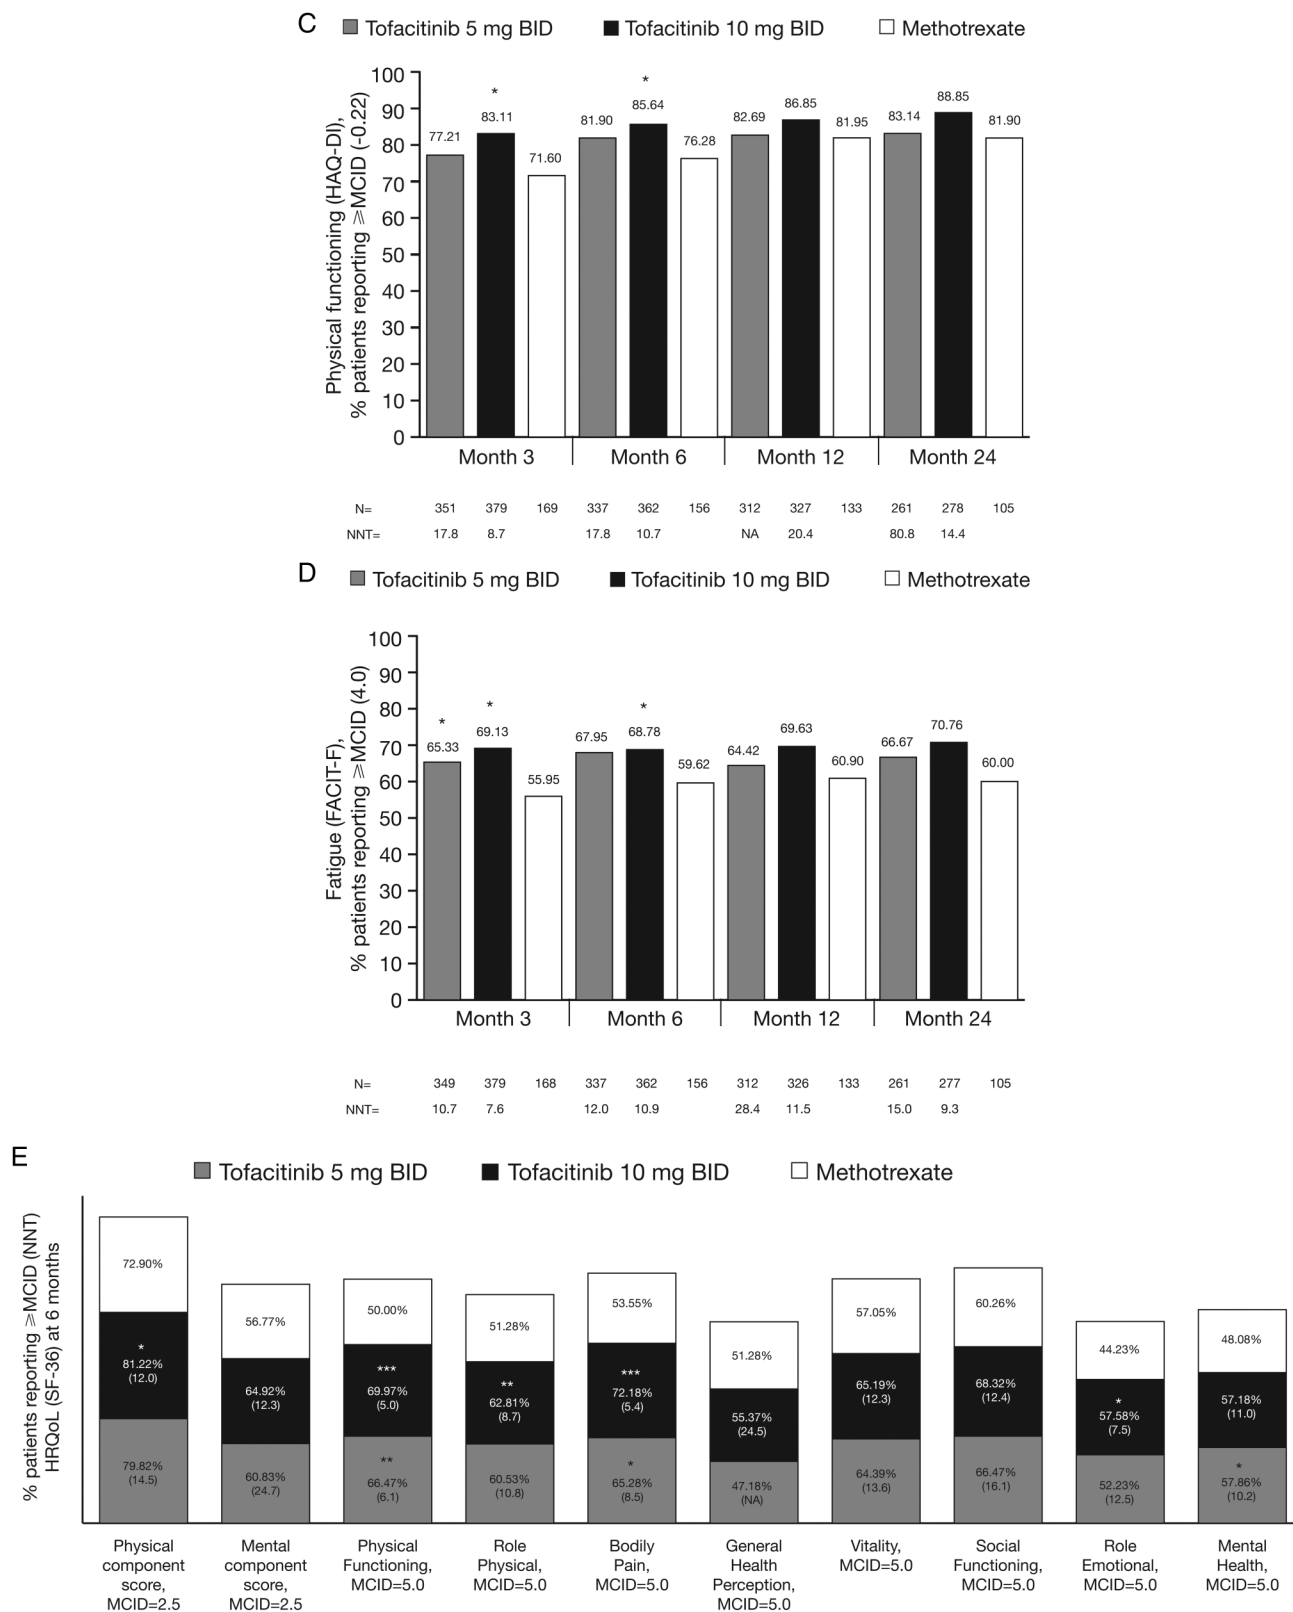 C
Tofacitinib 5 mg BID Tofacitinib 10 mg BID Methotrexate
Physical functioning (HAQ-DI),
% patients reporting ⩾MCID (-0.22)
100
90
80
70
60
50
40
30
20
10
0
77.21
*
83.11
71.60
81.90
*
85.64
76.28
82.69
86.85
81.95
83.14
88.85
81.90
Month 3 Month 6 Month 12 Month 24
N= 351 379 169 337 362 156 312 327 133 261 278 105
NNT= 17.8 8.7 17.8 10.7 NA 20.4 80.8 14.4
D
Tofacitinib 5 mg BID Tofacitinib 10 mg BID Methotrexate
Fatigue (FACIT-F),
% patients reporting ⩾MCID (4.0)
100
90
80
70
60
50
40
30
20
10
0
*
65.33
*
69.13
55.95
67.95
*
68.78
59.62
64.42
69.63
60.90
66.67
70.76
60.00
Month 3 Month 6 Month 12 Month 24
N= 349 379 168 337 362 156 312 326 133 261 277 105
NNT= 10.7 7.6 12.0 10.9 28.4 11.5 15.0 9.3
E
Tofacitinib 5 mg BID Tofacitinib 10 mg BID Methotrexate
% patients reporting ⩾MCID (NNT)
HRQoL (SF-36) at 6 months
72.90%
*
81.22%
(12.0)
79.82%
(14.5)
Physical
component
score,
MCID=2.5
56.77%
64.92%
(12.3)
60.83%
(24.7)
Mental
component
score,
MCID=2.5
50.00%
***
69.97%
(5.0)
**
66.47%
(6.1)
Physical
Functioning,
MCID=5.0
51.28%
**
62.81%
(8.7)
60.53%
(10.8)
Role
Physical,
MCID=5.0
53.55%
***
72.18%
(5.4)
*
65.28%
(8.5)
Bodily
Pain,
MCID=5.0
51.28%
55.37%
(24.5)
47.18%
(NA)
General
Health
Perception,
MCID=5.0
57.05%
65.19%
(12.3)
64.39%
(13.6)
Vitality,
MCID=5.0
60.26%
68.32%
(12.4)
66.47%
(16.1)
Social
Functioning,
MCID=5.0
44.23%
*
57.58%
(7.5)
52.23%
(12.5)
Role
Emotional,
MCID=5.0
48.08%
57.18%
(11.0)
*
57.86%
(10.2)
Mental
Health,
MCID=5.0